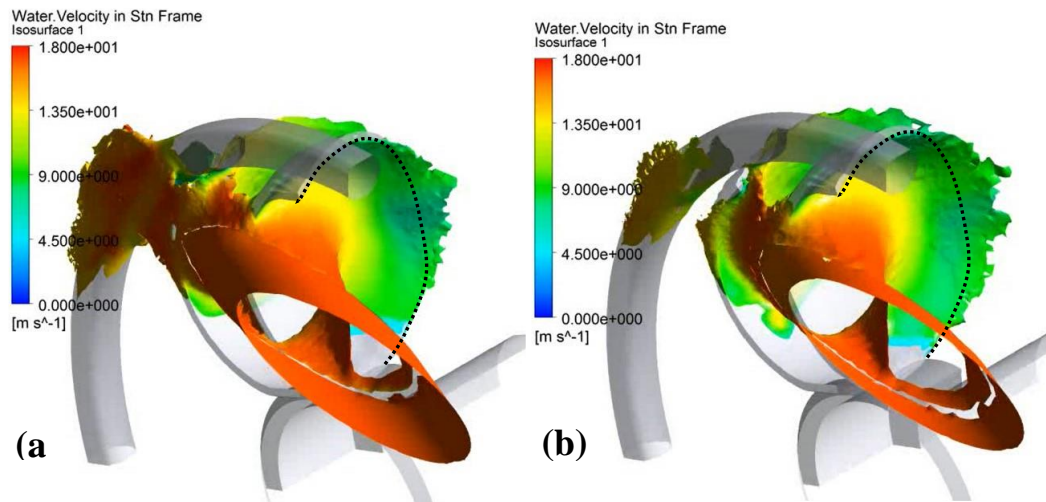 Water.Velocity in Stn Frame
Isosurface 1
1.800e+001
1.350e+001
9.000e+000
4.500e+000
0.000e+000
[m s^-1]
(a
Water.Velocity in Stn Frame
Isosurface 1
1.800e+001
1.350e+001
9.000e+000
4.500e+000
0.000e+000
[m s^-1]
(b)